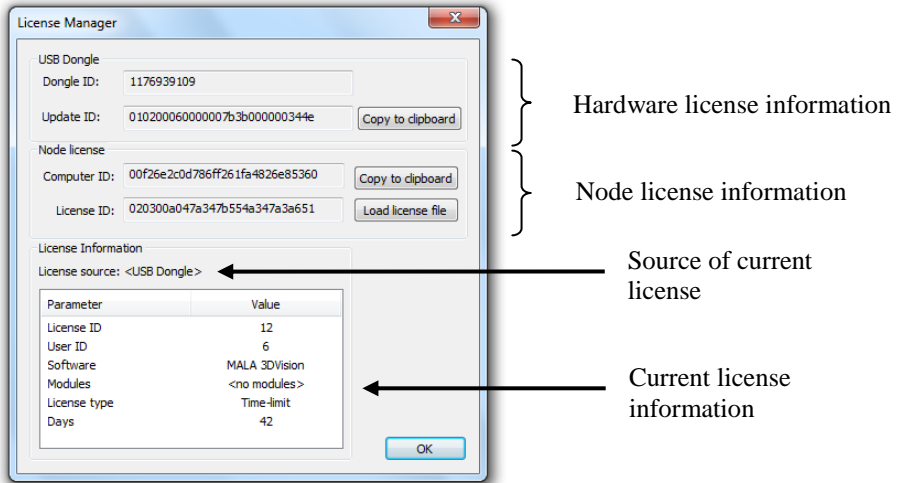 License Manager
USB Dongle
Dongle ID: 1176939109
Update ID: 010200060000007b3b000000344e Copy to clipboard
Hardware license information
Node license
Computer ID: 00f26e2c0d786ff261fa4826e85360 Copy to clipboard
License ID: 020300a047a347b554a347a3a651 Load license file
Node license information
License Information
License source: <USB Dongle>
Source of current
license
Parameter Value
License ID 12
User ID 6
Software MALA 3DVision
Modules <no modules>
License type Time-limit
Days 42
Current license
information
OK